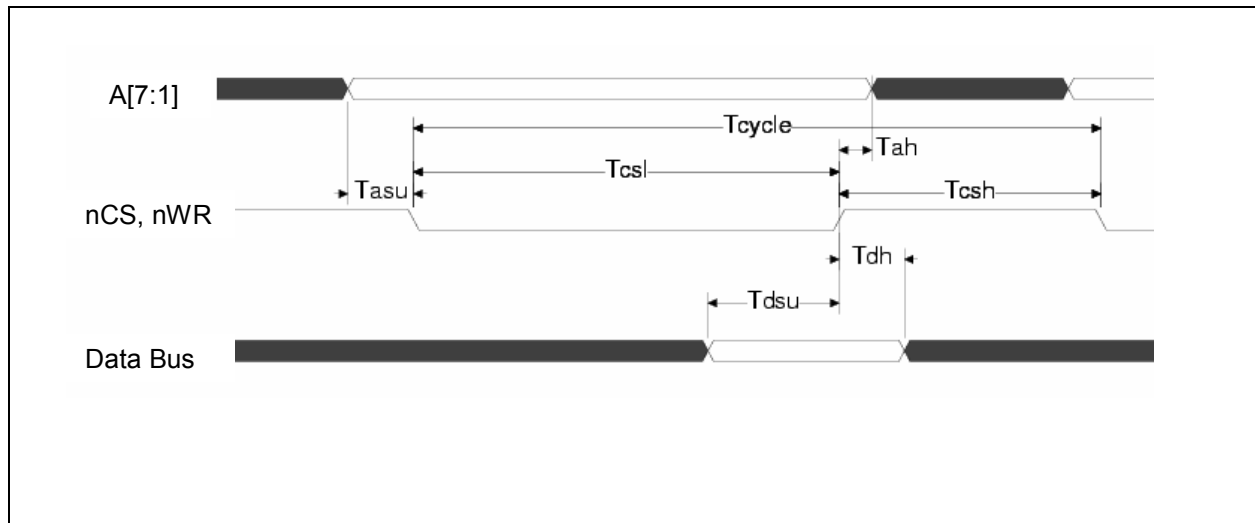 A[7:1]
Tcycle
Tah
Tcsl
Tasu
Tcsh
nCS, nWR
Tdh
Tdsu
Data Bus